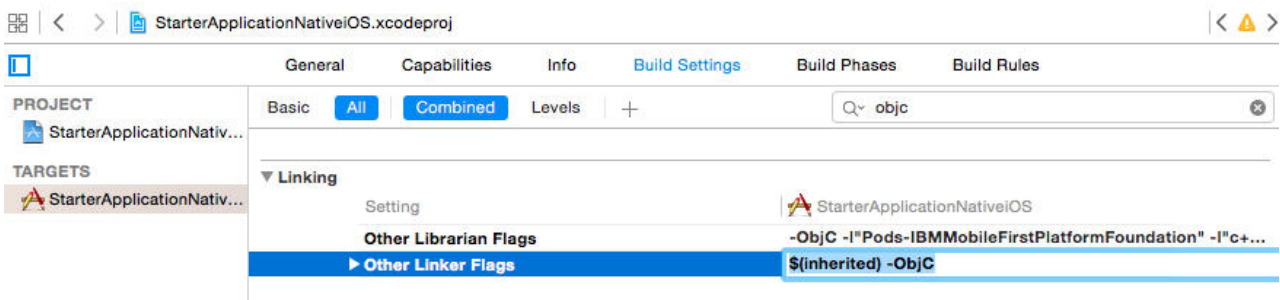 StarterApplicationNativeiOS.xcodeproj
General Capabilities Info Build Settings Build Phases Build Rules
PROJECT
Basic All Combined Levels + objc
StarterApplicationNativ...
TARGETS
Linking
StarterApplicationNativ...
Setting StarterApplicationNativeiOS
Other Librarian Flags -ObjC -l"Pods-IBMMobileFirstPlatformFoundation" -l"c+...
Other Linker Flags $(inherited) -ObjC